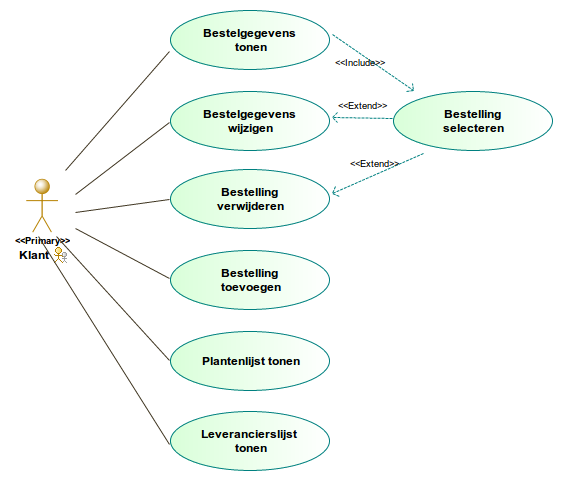 Bestelgegevens
tonen
<<Include>>
Bestelgegevens
wijzigen
<<Extend>>
Bestelling
selecteren
<<Extend>>
Bestelling
verwijderen
<<Primary>>
Klant
Bestelling
toevoegen
Plantenlijst tonen
Leverancierslijst
tonen